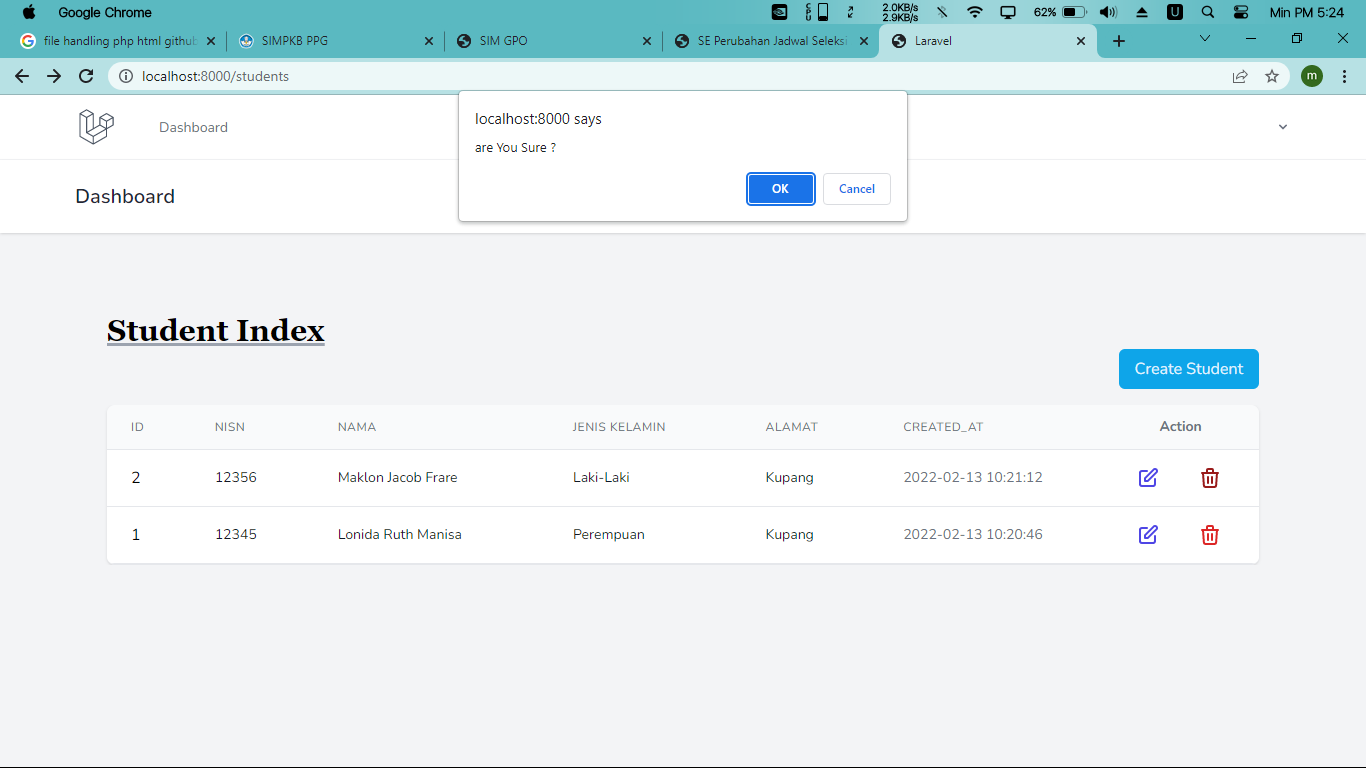 Google Chrome
CPU
2.0KB/s
2.9KB/s
62%
U
Min PM 5:24
file handling php html github
SIMPKB PPG
SIM GPO
SE Perubahan Jadwal Seleksi
Laravel
localhost:8000/students
m
Dashboard
localhost:8000 says
are You Sure ?
OK Cancel
Dashboard
Student Index
Create Student
ID NISN NAMA JENIS KELAMIN ALAMAT CREATED_AT Action
2 12356 Maklon Jacob Frare Laki-Laki Kupang 2022-02-13 10:21:12
1 12345 Lonida Ruth Manisa Perempuan Kupang 2022-02-13 10:20:46